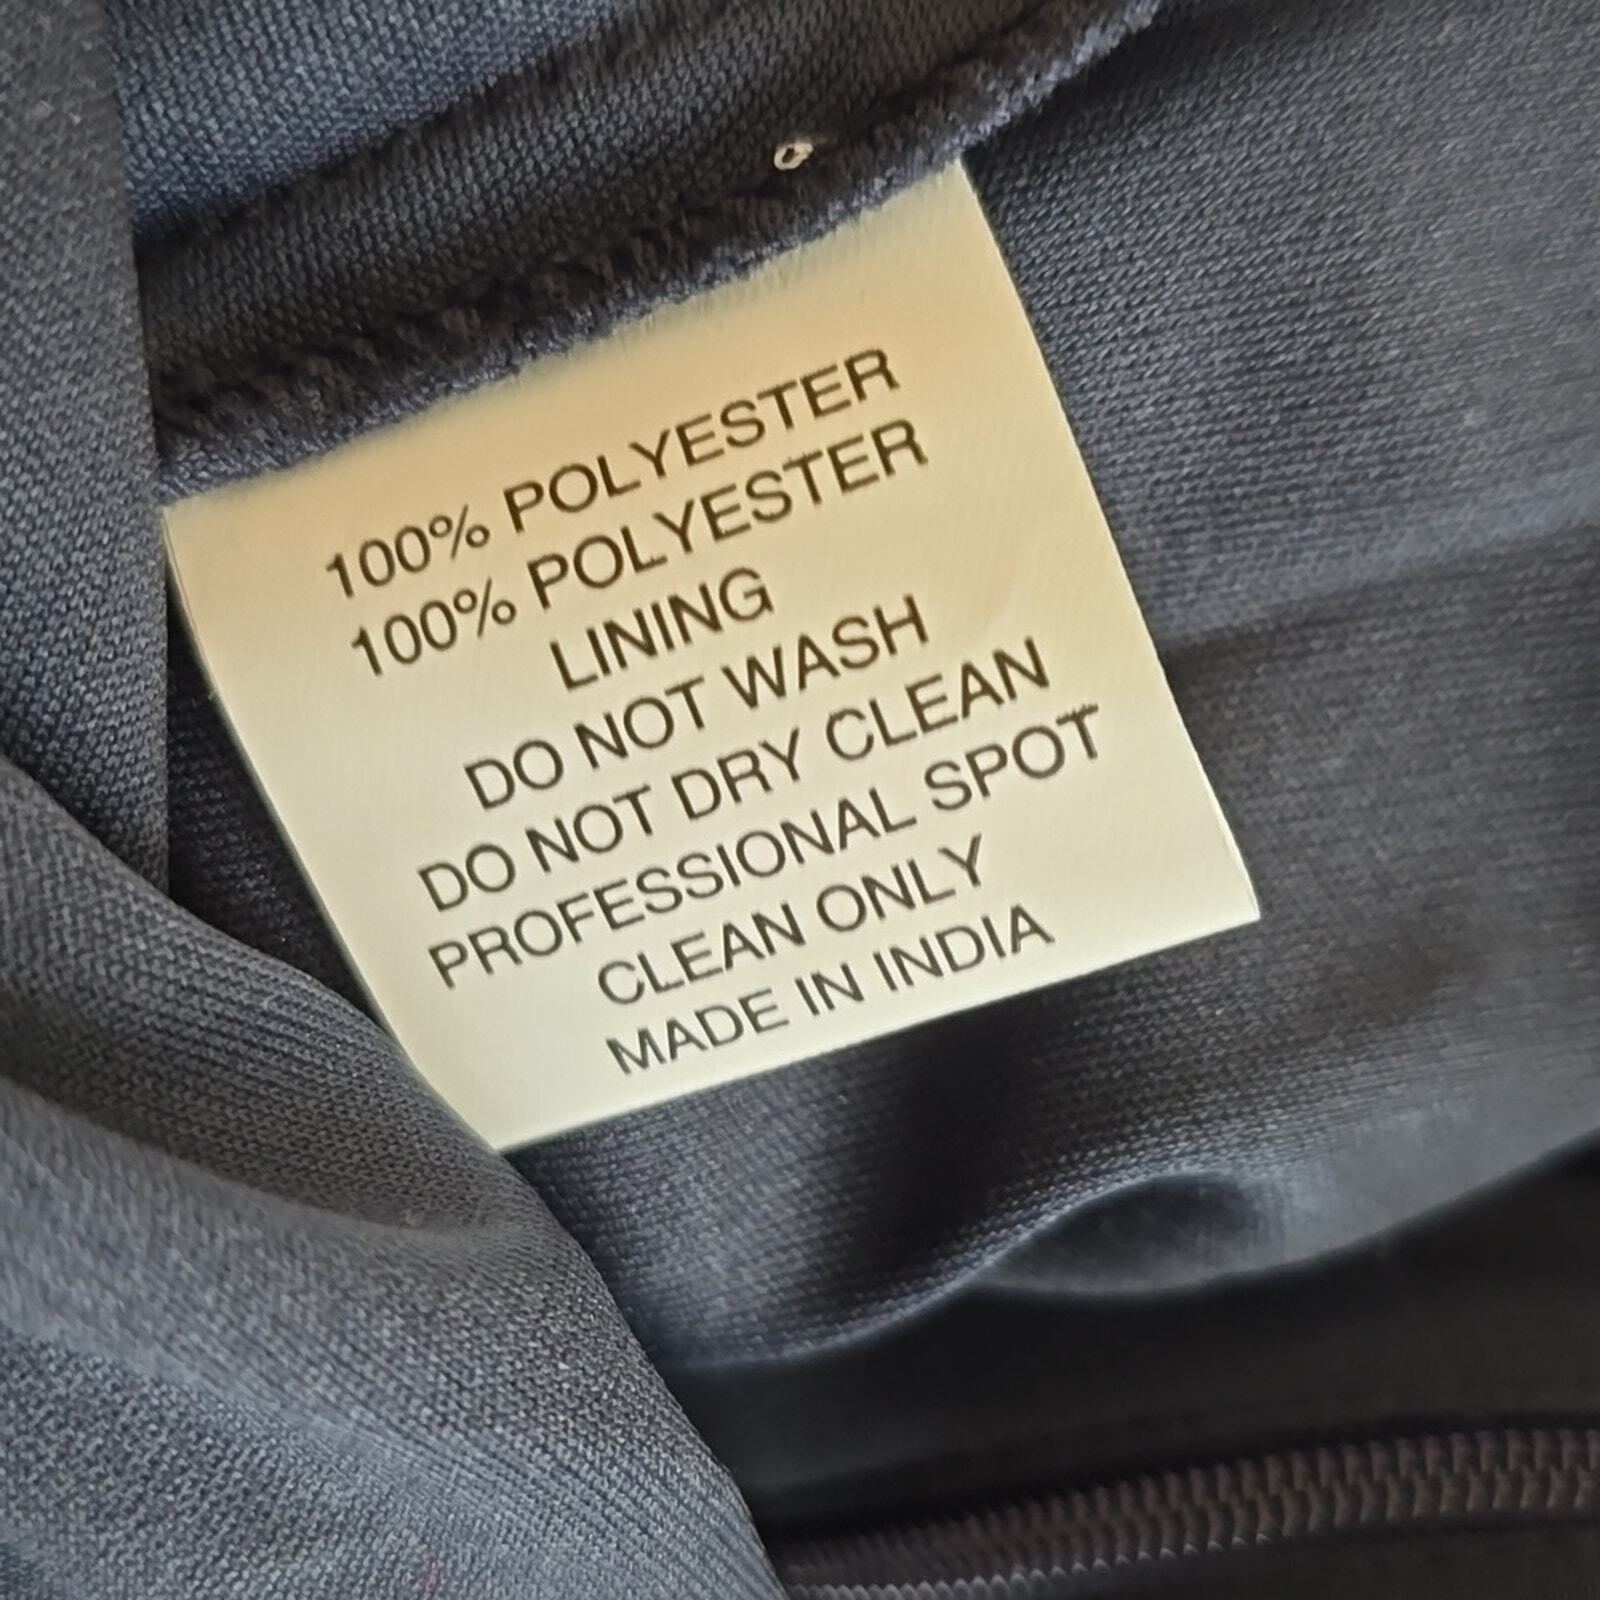 100% POLYESTER
100% POLYESTER
LINING
DO NOT WASH
DO NOT DRY CLEAN
PROFESSIONAL SPOT
CLEAN ONLY
MADE IN INDIA